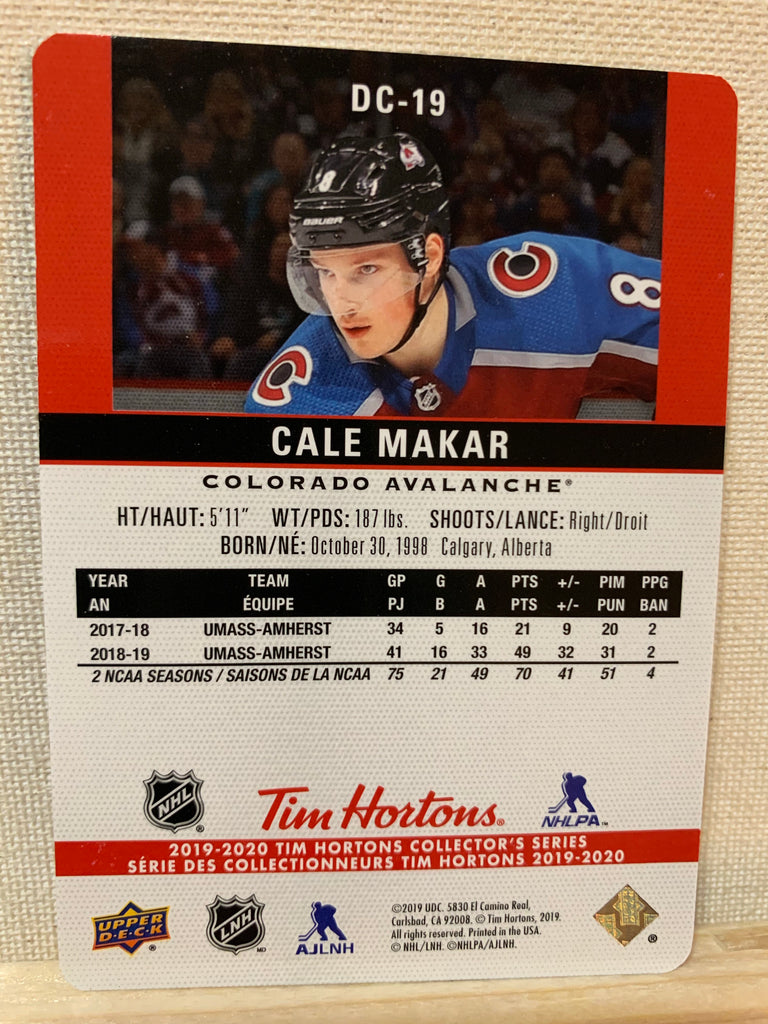 DC-19
8
BAUER
8
CALE MAKAR
COLORADO AVALANCHE®
HT/HAUT: 5'11" WT/PDS: 187 lbs. SHOOTS/LANCE: Right/Droit
BORN/NÉ: October 30, 1998 Calgary, Alberta
YEAR TEAM GP G A PTS +/- PIM PPG
AN ÉQUIPE PJ B A PTS +/- PUN BAN
2017-18 UMASS-AMHERST 34 5 16 21 9 20 2
2018-19 UMASS-AMHERST 41 16 33 49 32 31 2
2 NCAA SEASONS / SAISONS DE LA NCAA 75 21 49 70 41 51 4
NHL ®
Tim Hortons®
NHLPA™
2019-2020 TIM HORTONS COLLECTOR'S SERIES
SÉRIE DES COLLECTIONNEURS TIM HORTONS 2019-2020
UPPER
D·E·C·K ®
LNH MD
AJLNH
©2019 UDC. 5830 El Camino Real,
Carlsbad, CA 92008. © Tim Hortons, 2019.
All rights reserved. Printed in the USA.
© NHL/LNH. ©NHLPA/AJLNH.
®